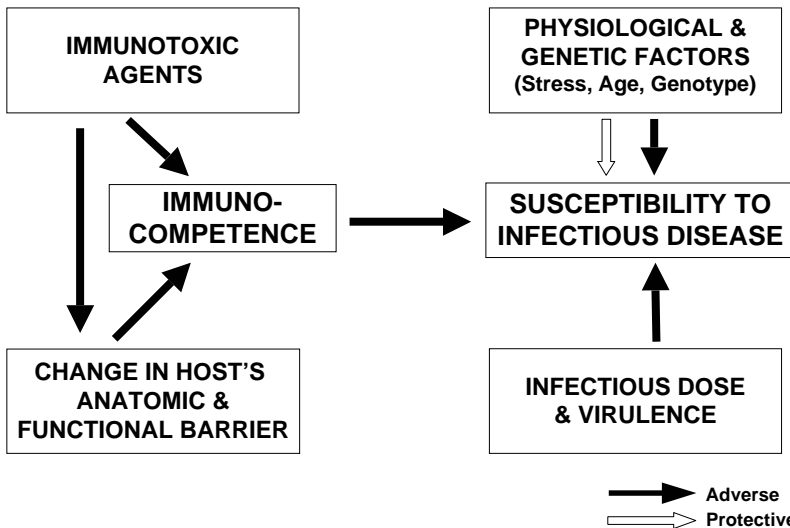 IMMUNOTOXIC
AGENTS
PHYSIOLOGICAL &
GENETIC FACTORS
(Stress, Age, Genotype)
IMMUNO-
COMPETENCE
SUSCEPTIBILITY TO
INFECTIOUS DISEASE
CHANGE IN HOST'S
ANATOMIC &
FUNCTIONAL BARRIER
INFECTIOUS DOSE
& VIRULENCE
Adverse
Protective